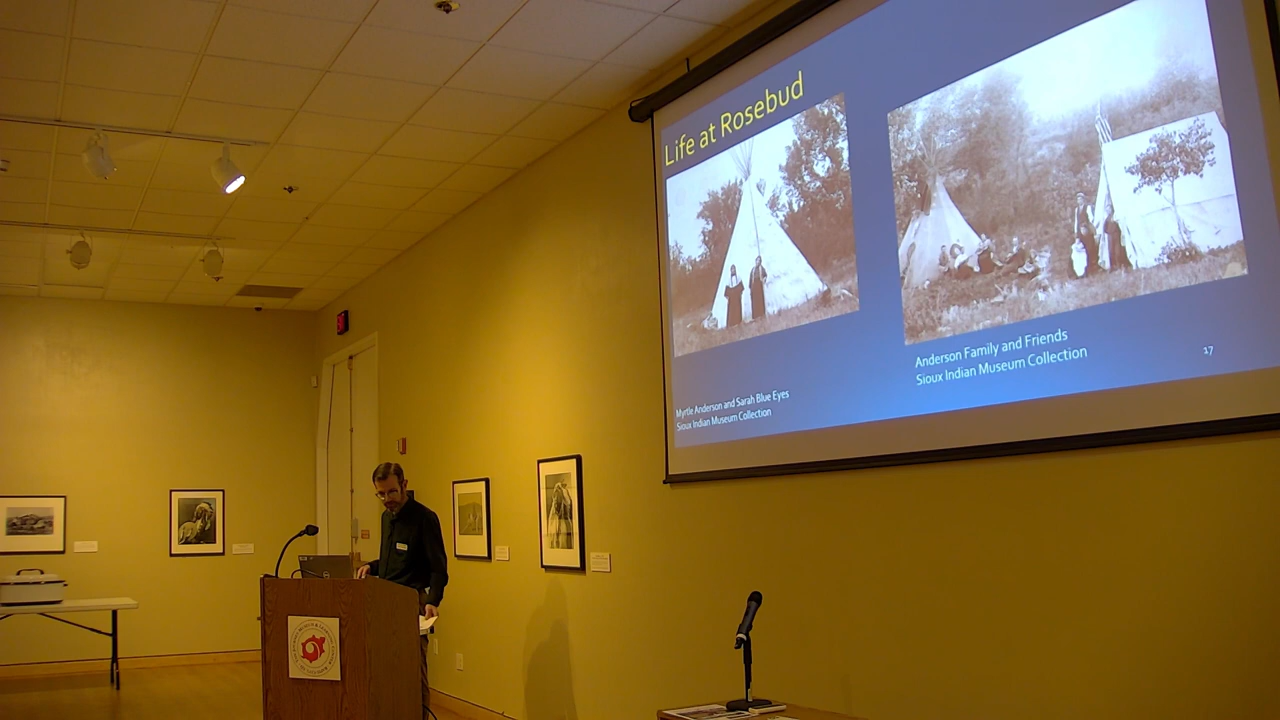 Life at Rosebud
Myrtle Anderson and Sarah Blue Eyes
Sioux Indian Museum Collection
Anderson Family and Friends
Sioux Indian Museum Collection
17